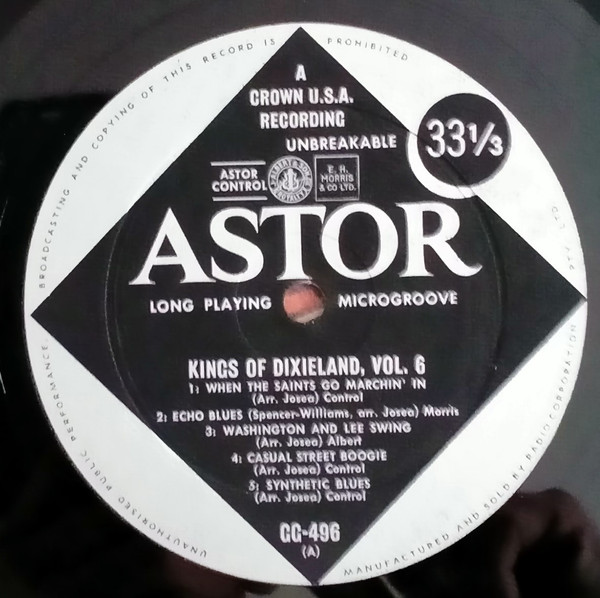 BROADCASTING AND COPYING OF THIS RECORD IS PROHIBITED
A
CROWN U.S.A.
RECORDING
UNBREAKABLE
33⅓
ASTOR
CONTROL
ALBERT & SON
E. H.
MORRIS
& CO LTD.
ASTOR
LONG PLAYING MICROGROOVE
KINGS OF DIXIELAND, VOL. 6
1: WHEN THE SAINTS GO MARCHIN' IN
(Arr. Josea) Control
2: ECHO BLUES (Spencer-Williams, arr. Josea) Morris
3: WASHINGTON AND LEE SWING
(Arr. Josea) Albert
4: CASUAL STREET BOOGIE
(Arr. Josea) Control
5: SYNTHETIC BLUES
(Arr. Josea) Control
GG-496
(A)
UNAUTHORISED PUBLIC PERFORMANCE,
MANUFACTURED AND SOLD BY RADIO CORPORATION
PTY. LTD.